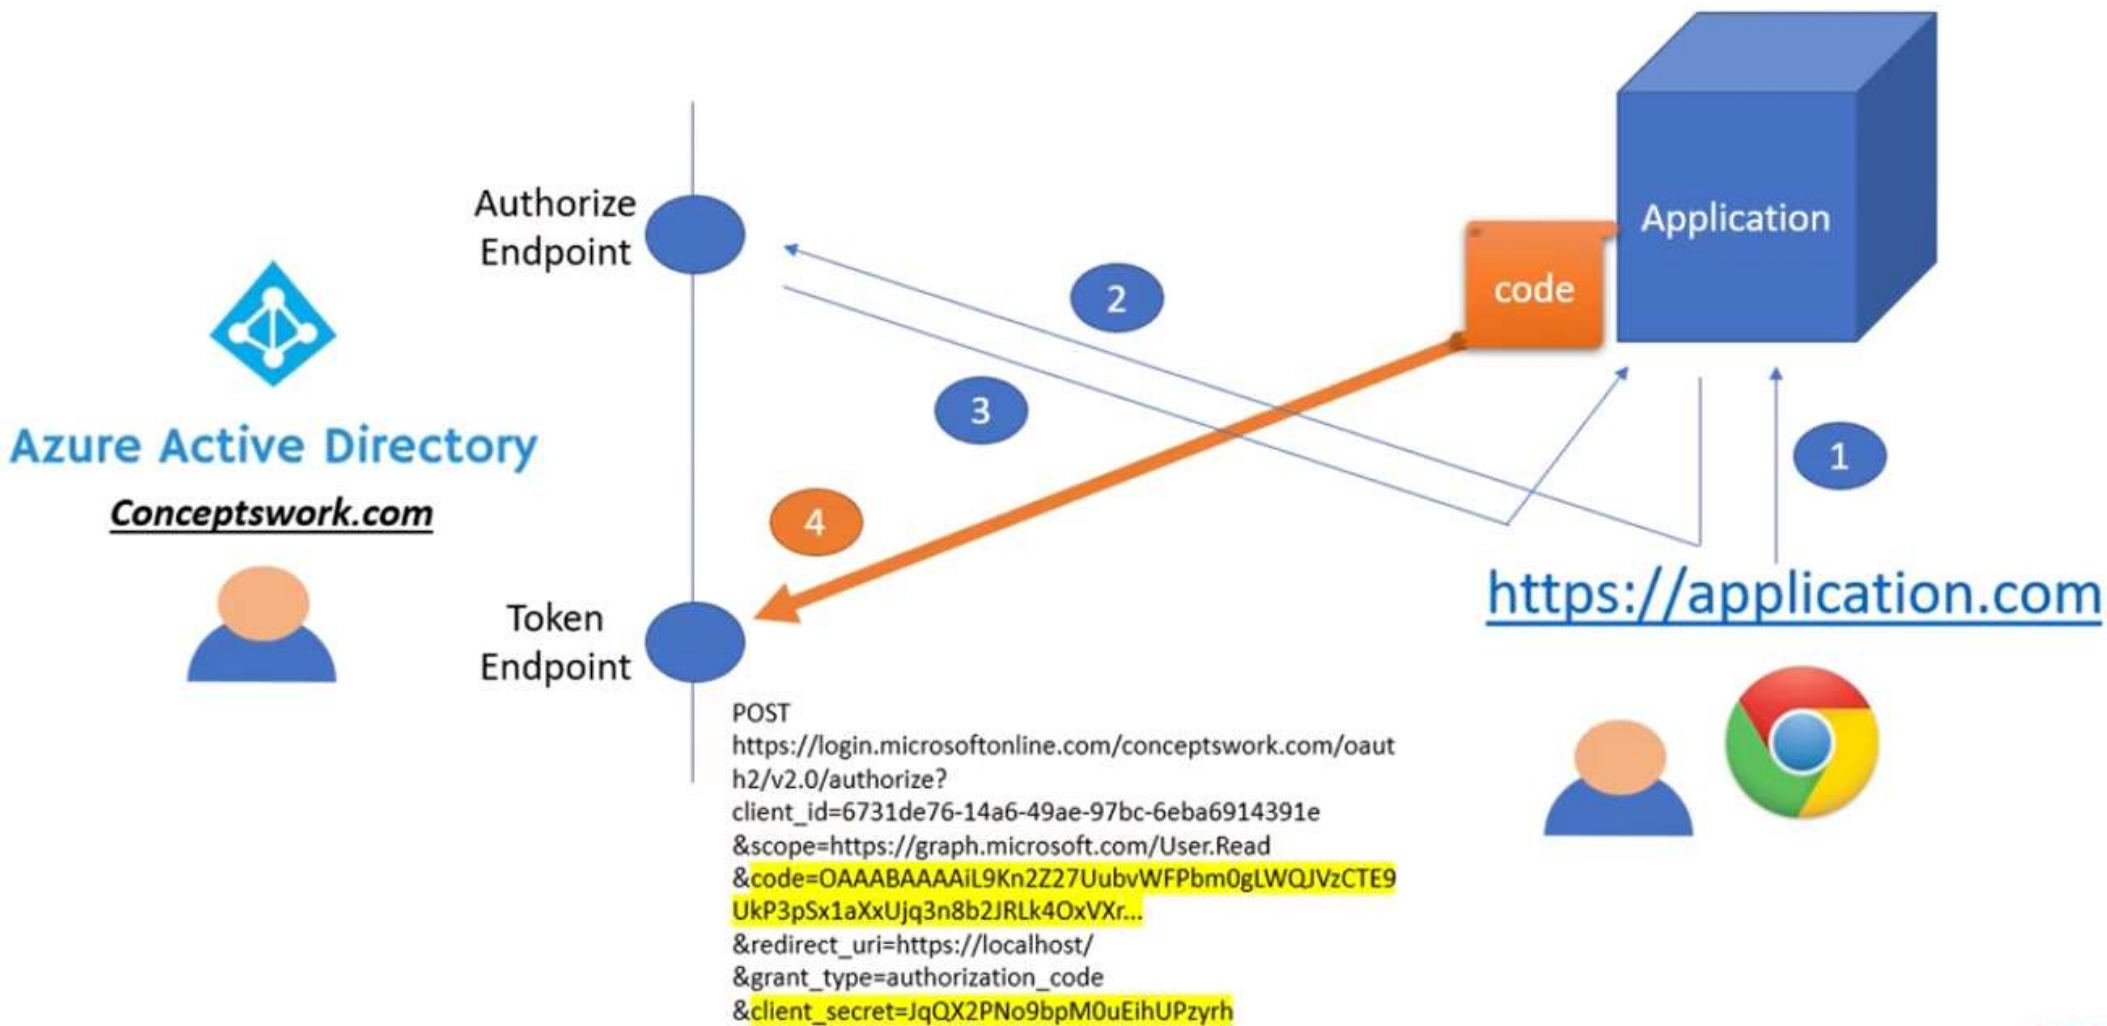 Authorize
Endpoint
Application
code
2
3
1
Azure Active Directory
Conceptswork.com
4
https://application.com
Token
Endpoint
POST
https://login.microsoftonline.com/conceptswork.com/oaut
h2/v2.0/authorize?
client_id=6731de76-14a6-49ae-97bc-6eba6914391e
&scope=https://graph.microsoft.com/User.Read
&code=OAAABAAAAiL9Kn2Z27UubvWFPbm0gLWQJVzCTE9
UkP3pSx1aXxUjq3n8b2JRLk4OxVXr...
&redirect_uri=https://localhost/
&grant_type=authorization_code
&client_secret=JqQX2PNo9bpM0uEihUPzyrh